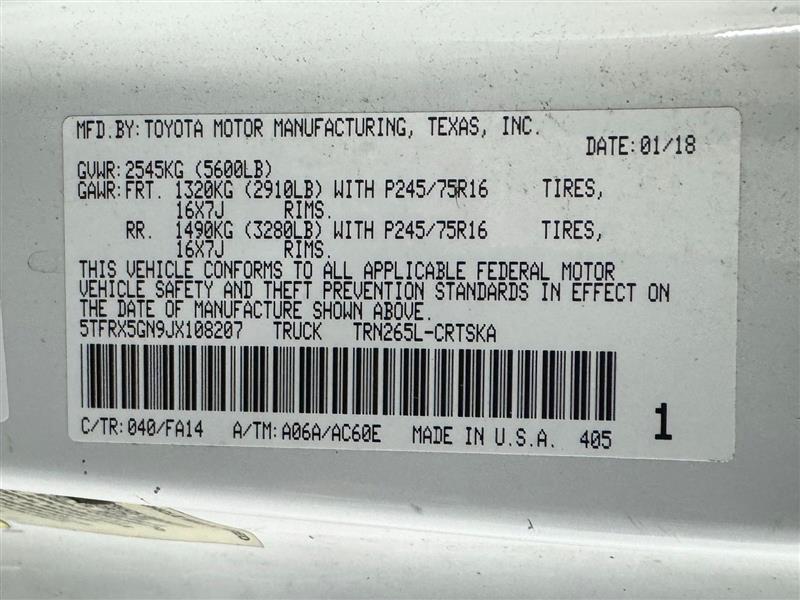 MFD.BY:TOYOTA MOTOR MANUFACTURING, TEXAS, INC.
DATE:01/18
GVWR:2545KG (5600LB)
GAWR:FRT. 1320KG (2910LB) WITH P245/75R16 TIRES,
16X7J RIMS.
RR. 1490KG (3280LB) WITH P245/75R16 TIRES,
16X7J RIMS.
THIS VEHICLE CONFORMS TO ALL APPLICABLE FEDERAL MOTOR
VEHICLE SAFETY AND THEFT PREVENTION STANDARDS IN EFFECT ON
THE DATE OF MANUFACTURE SHOWN ABOVE.
5TFRX5GN9JX108207 TRUCK TRN265L-CRTSKA
C/TR:040/FA14 A/TM:A06A/AC60E MADE IN U.S.A. 405 1